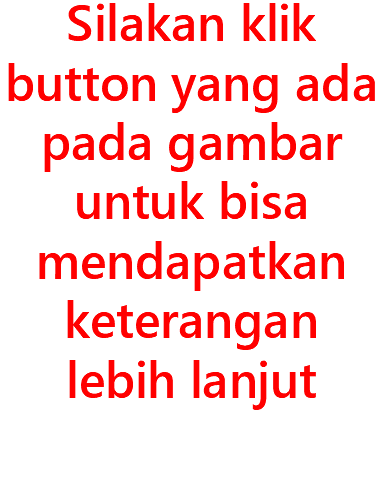 Silakan klik
button yang ada
pada gambar
untuk bisa
mendapatkan
keterangan
lebih lanjut